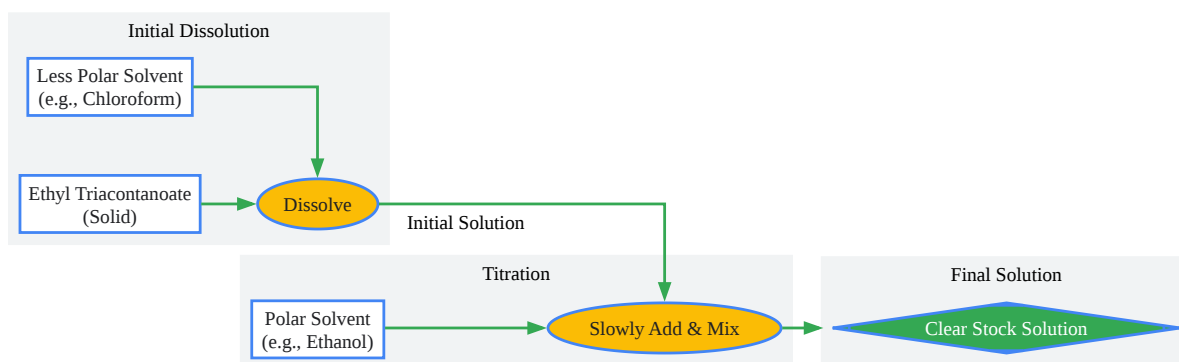 Initial Dissolution
Less Polar Solvent
(e.g., Chloroform)
Ethyl Triacontanoate
(Solid)
Dissolve
Initial Solution
Titration
Polar Solvent
(e.g., Ethanol)
Slowly Add & Mix
Final Solution
Clear Stock Solution